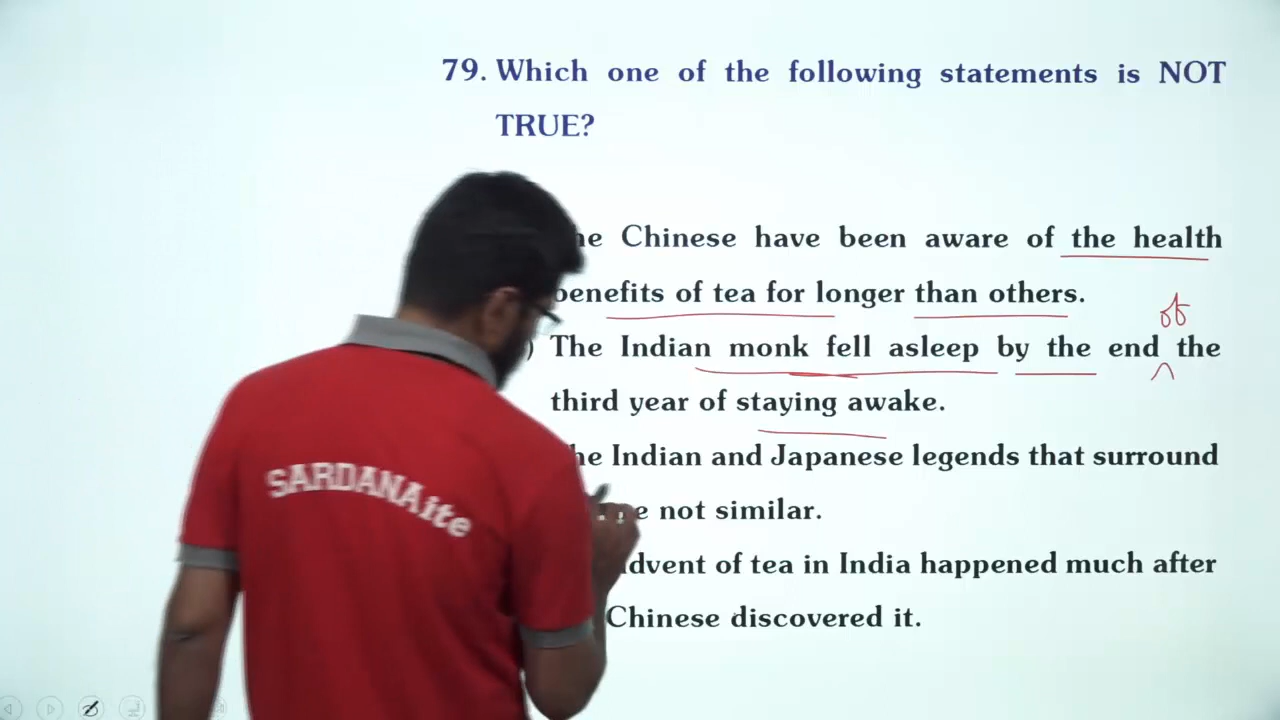 79. Which one of the following statements is NOT
TRUE?
he Chinese have been aware of the health
benefits of tea for longer than others.
) The Indian monk fell asleep by the end of the
third year of staying awake.
he Indian and Japanese legends that surround
e not similar.
advent of tea in India happened much after
Chinese discovered it.
SARDANAite